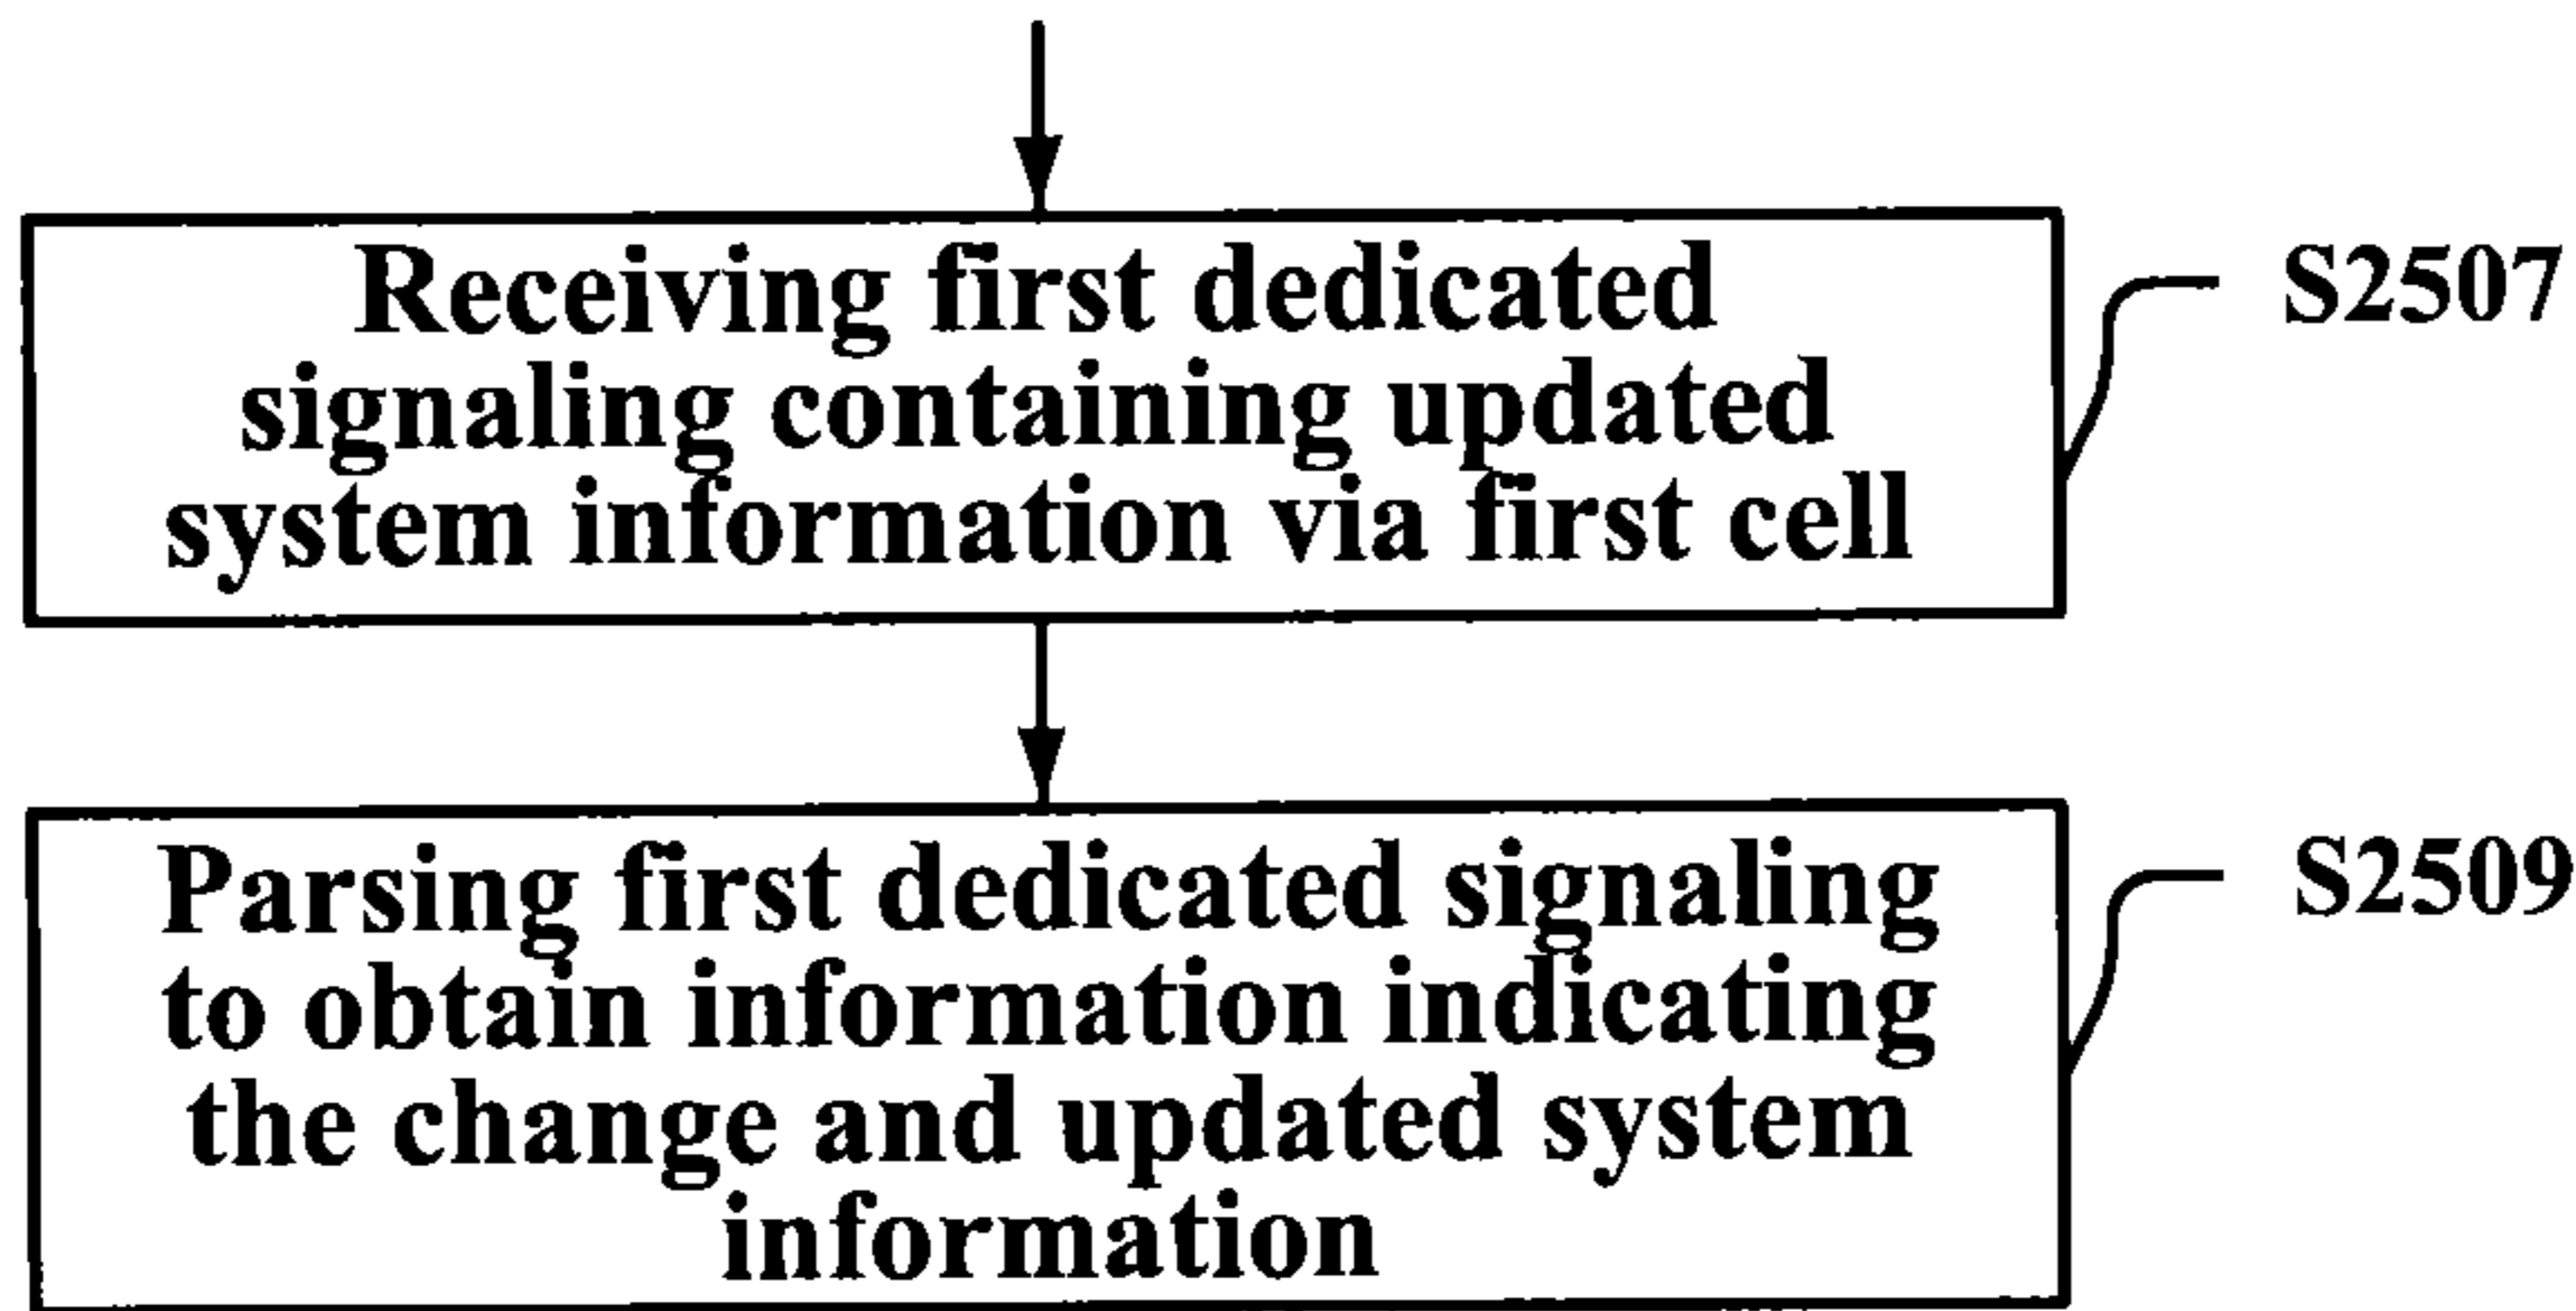 Receiving first dedicated
signaling containing updated
system information via first cell
S2507
Parsing first dedicated signaling
to obtain information indicating
the change and updated system
information
S2509